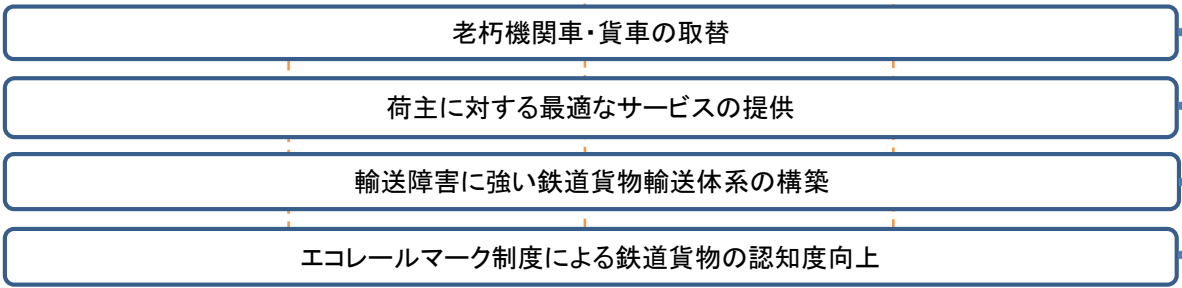 老朽機関車・貨車の取替
荷主に対する最適なサービスの提供
輸送障害に強い鉄道貨物輸送体系の構築
エコレールマーク制度による鉄道貨物の認知度向上